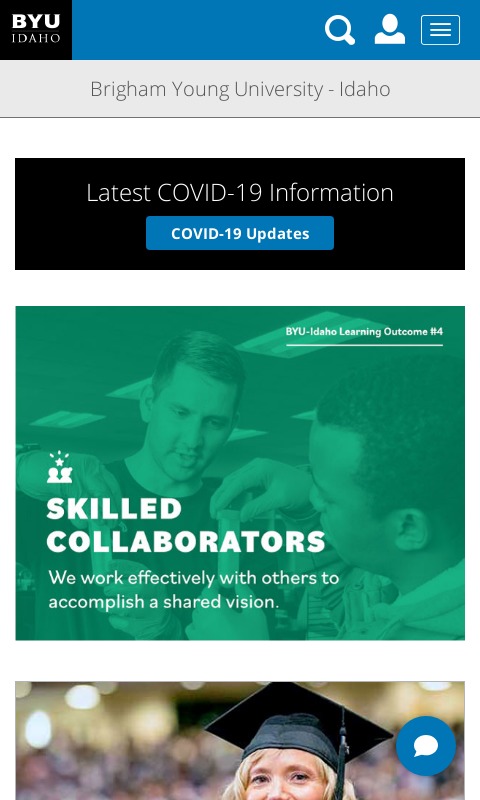 BYU
IDAHO
Brigham Young University - Idaho
Latest COVID-19 Information
COVID-19 Updates
BYU-Idaho Learning Outcome #4
SKILLED
COLLABORATORS
We work effectively with others to
accomplish a shared vision.